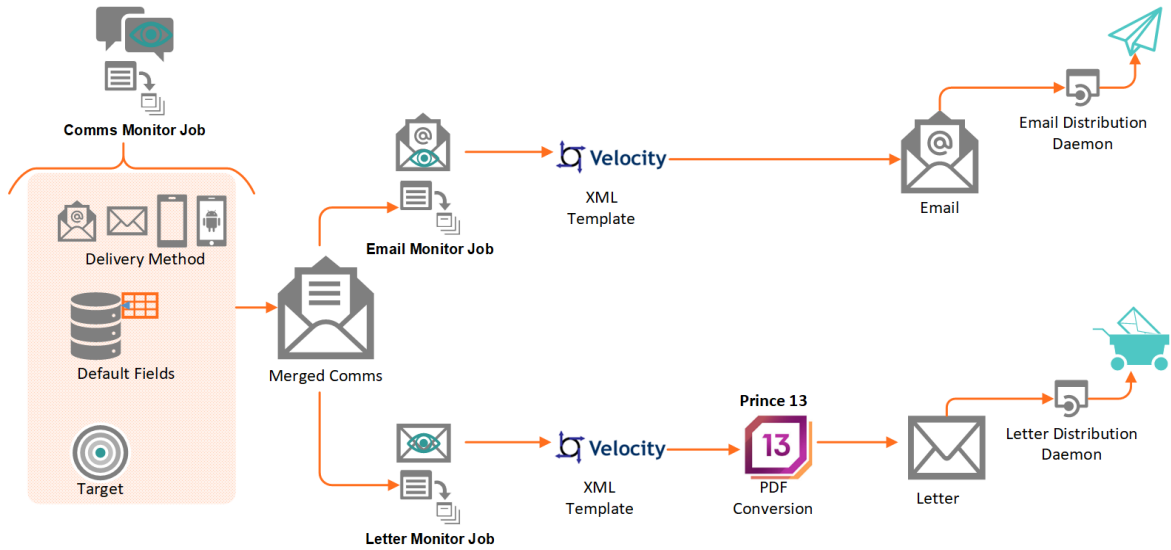 Comms Monitor Job
Delivery Method
Default Fields
Target
Merged Comms
@
Email Monitor Job
Velocity
XML
Template
@
Email
Email Distribution
Daemon
Letter Monitor Job
Velocity
XML
Template
Prince 13
13
PDF
Conversion
Letter
Letter Distribution
Daemon
@